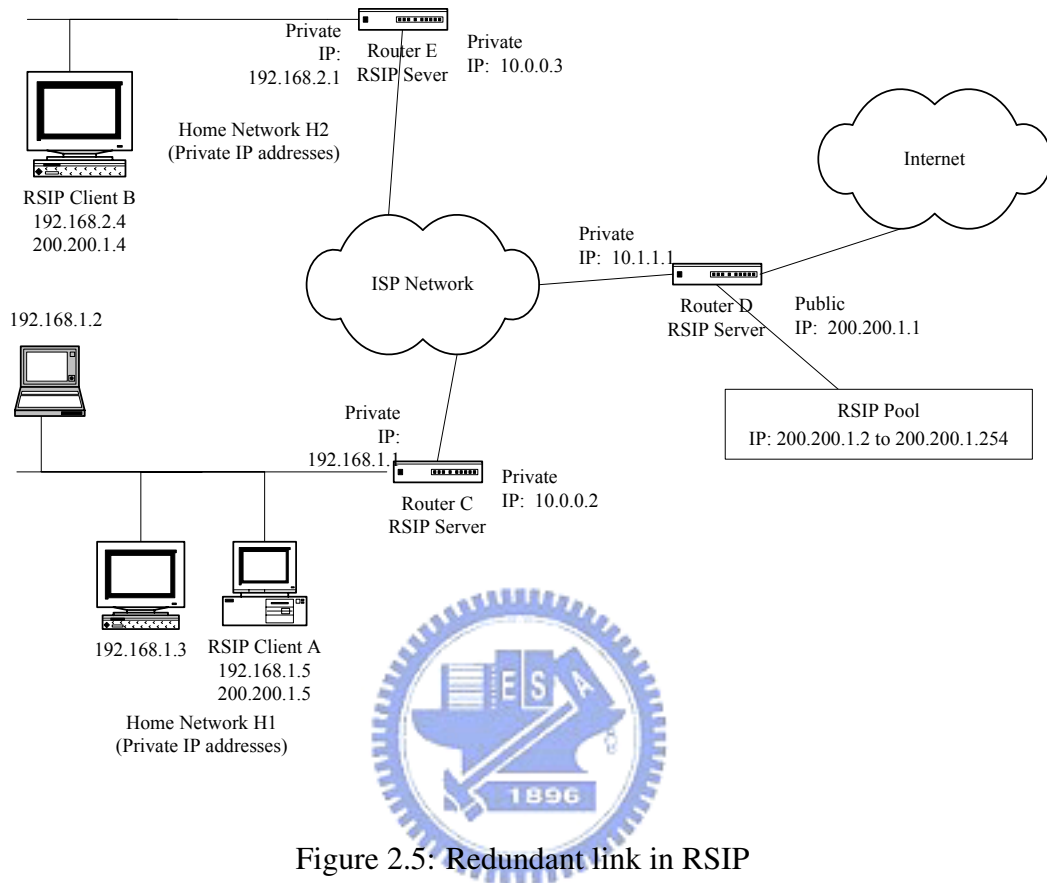 Private
IP:
192.168.2.1
Router E
RSIP Sever
Private
IP: 10.0.0.3
Home Network H2
(Private IP addresses)
RSIP Client B
192.168.2.4
200.200.1.4
Internet
ISP Network
Private
IP: 10.1.1.1
Router D
RSIP Server
Public
IP: 200.200.1.1
RSIP Pool
IP: 200.200.1.2 to 200.200.1.254
192.168.1.2
Private
IP:
192.168.1.1
Router C
RSIP Server
Private
IP: 10.0.0.2
192.168.1.3
RSIP Client A
192.168.1.5
200.200.1.5
Home Network H1
(Private IP addresses)
E S A
1896
Figure 2.5: Redundant link in RSIP